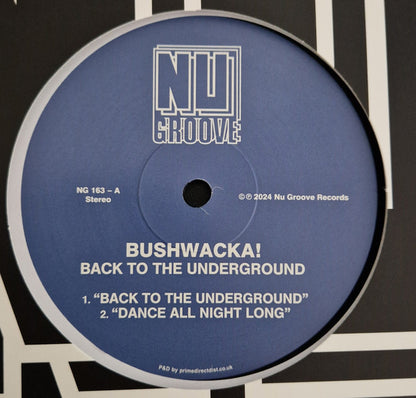 NU
GROOVE
NG 163 – A
Stereo
©℗ 2024 Nu Groove Records
BUSHWACKA!
BACK TO THE UNDERGROUND
1. “BACK TO THE UNDERGROUND”
2. “DANCE ALL NIGHT LONG”
P&D by primedirectdist.co.uk